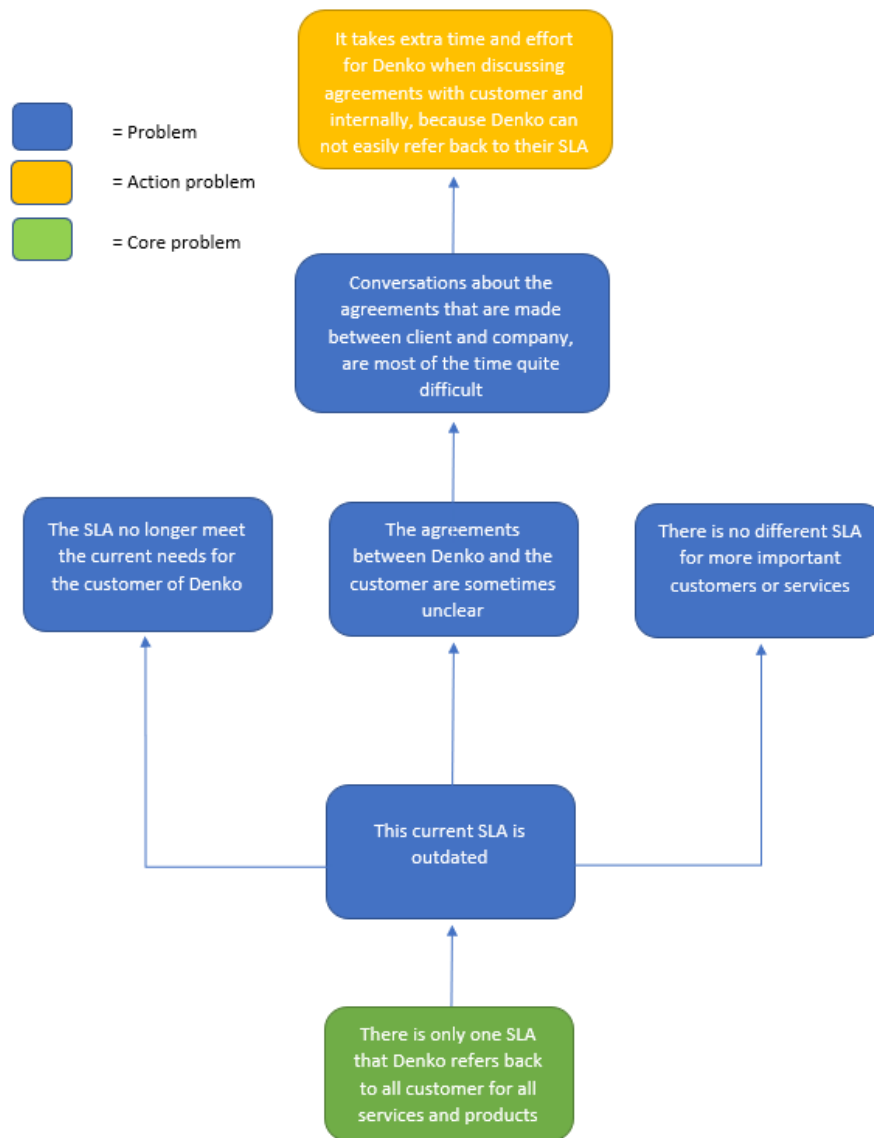 It takes extra time and effort
for Denko when discussing
agreements with customer and
internally, because Denko can
not easily refer back to their SLA
= Problem
= Action problem
= Core problem
Conversations about the
agreements that are made
between client and company,
are most of the time quite
difficult
The SLA no longer meet
the current needs for
the customer of Denko
The agreements
between Denko and the
customer are sometimes
unclear
There is no different SLA
for more important
customers or services
This current SLA is
outdated
There is only one SLA
that Denko refers back
to all customer for all
services and products